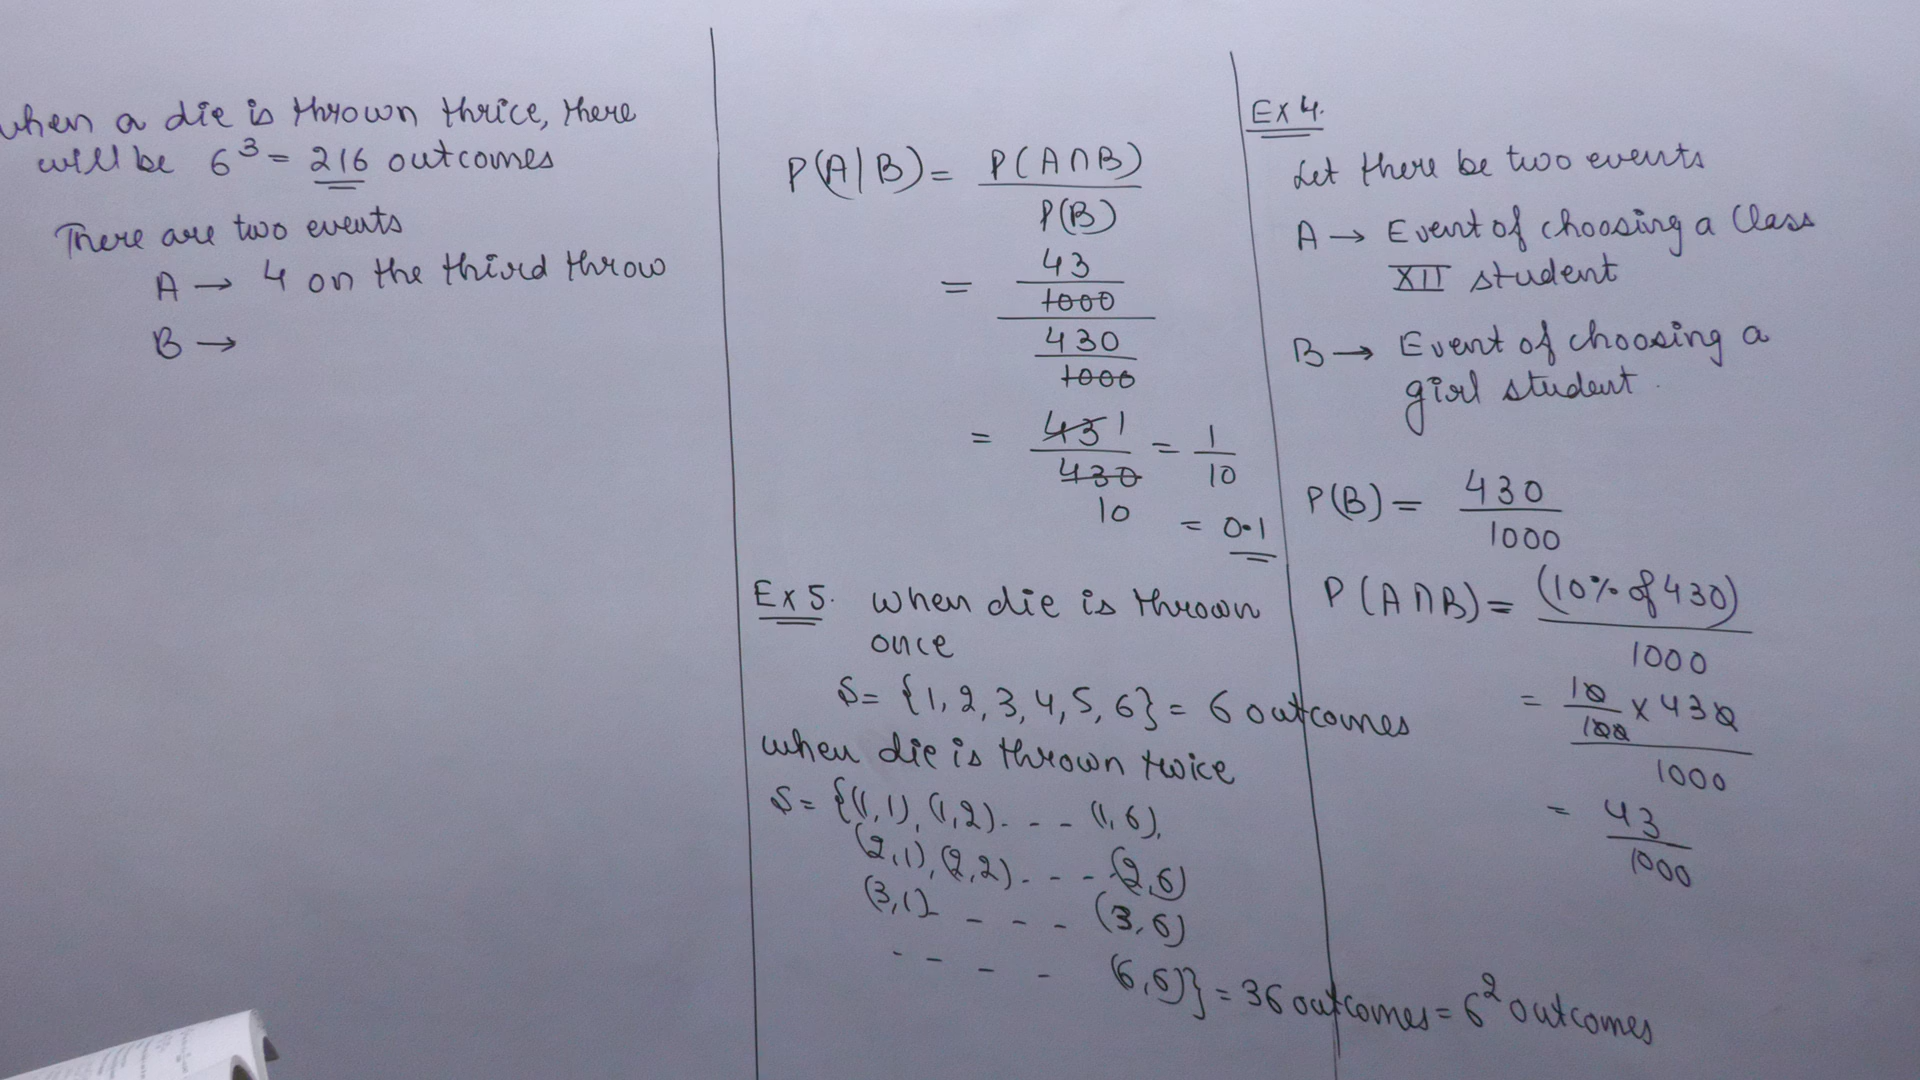 when a die is thrown thrice, there
will be 6³ = 216 outcomes
There are two events
A → 4 on the third throw
B →
P(A|B) = P(A∩B)
P(B)
= 43
1000
430
1000
= 43 1 = 1
430 10
10 = 0.1
Ex 5. when die is thrown
once
S = {1, 2, 3, 4, 5, 6} = 6 outcomes
when die is thrown twice
S = {(1,1), (1,2). - - - (1,6),
(2,1), (2,2). - - - (2,6)
(3,1) - - - (3,6)
- - - - (6,6)} = 36 outcomes = 6² outcomes
Ex 4.
Let there be two events
A → Event of choosing a Class
XII student
B → Event of choosing a
girl student.
P(B) = 430
1000
P(A∩B) = (10% of 430)
1000
= 10 × 430
100
1000
= 43
1000